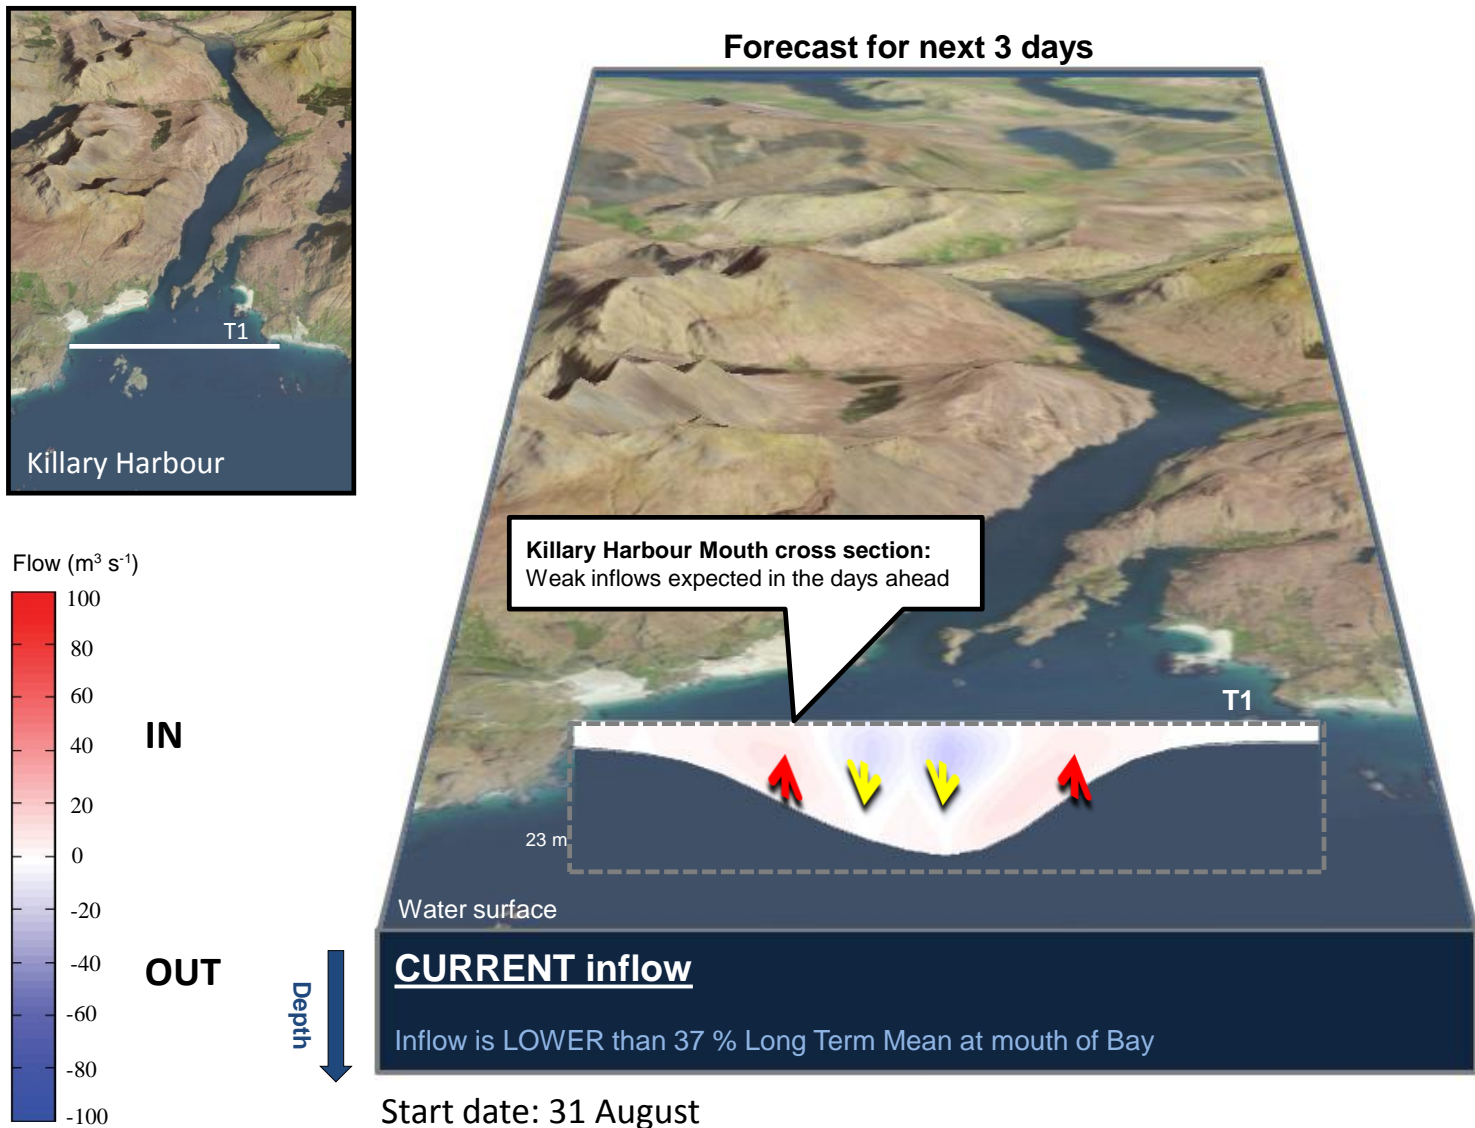 Forecast for next 3 days
T1
Killary Harbour
Flow (m³ s⁻¹)
100
80
60
40
20
0
-20
-40
-60
-80
-100
IN
OUT
Depth
Killary Harbour Mouth cross section:
Weak inflows expected in the days ahead
T1
23 m
Water surface
CURRENT inflow
Inflow is LOWER than 37 % Long Term Mean at mouth of Bay
Start date: 31 August